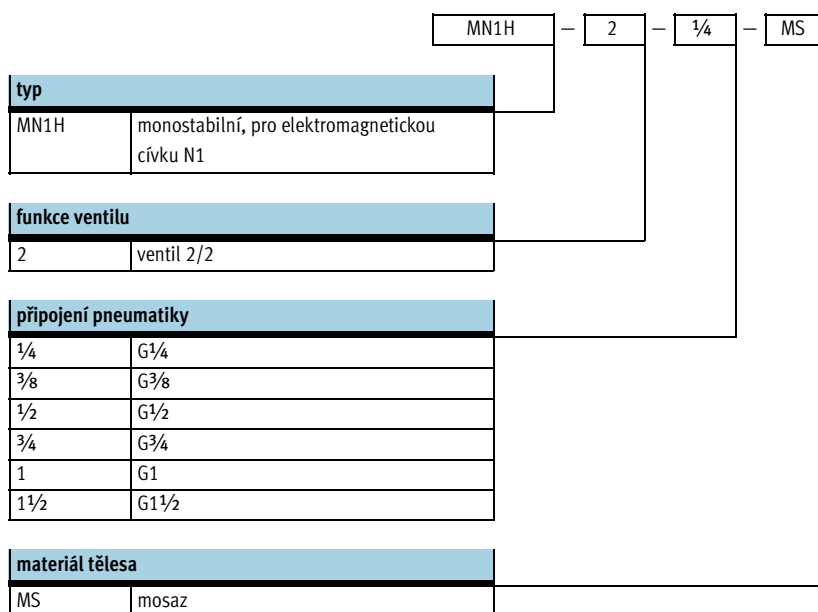 MN1H – 2 – ¼ – MS
typ
MN1H monostabilní, pro elektromagnetickou
cívku N1
funkce ventilu
2 ventil 2/2
připojení pneumatiky
¼ G¼
⅜ G⅜
½ G½
¾ G¾
1 G1
1½ G1½
materiál tělesa
MS mosaz